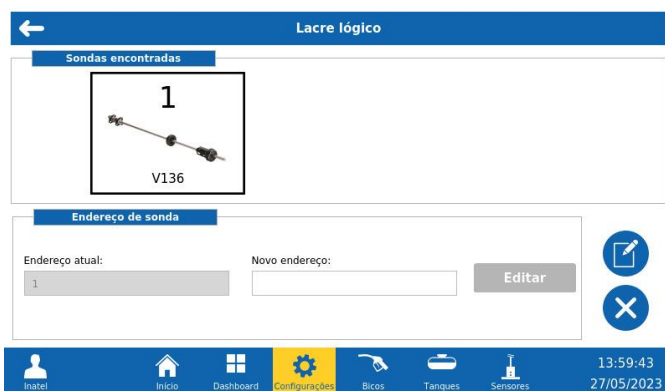 Lacre lógico
Sondas encontradas
1
V136
Endereço de sonda
Endereço atual:
Novo endereço:
1
Editar
Inatel
Início
Dashboard
Configurações
Bicos
Tanques
Sensores
13:59:43
27/05/2023